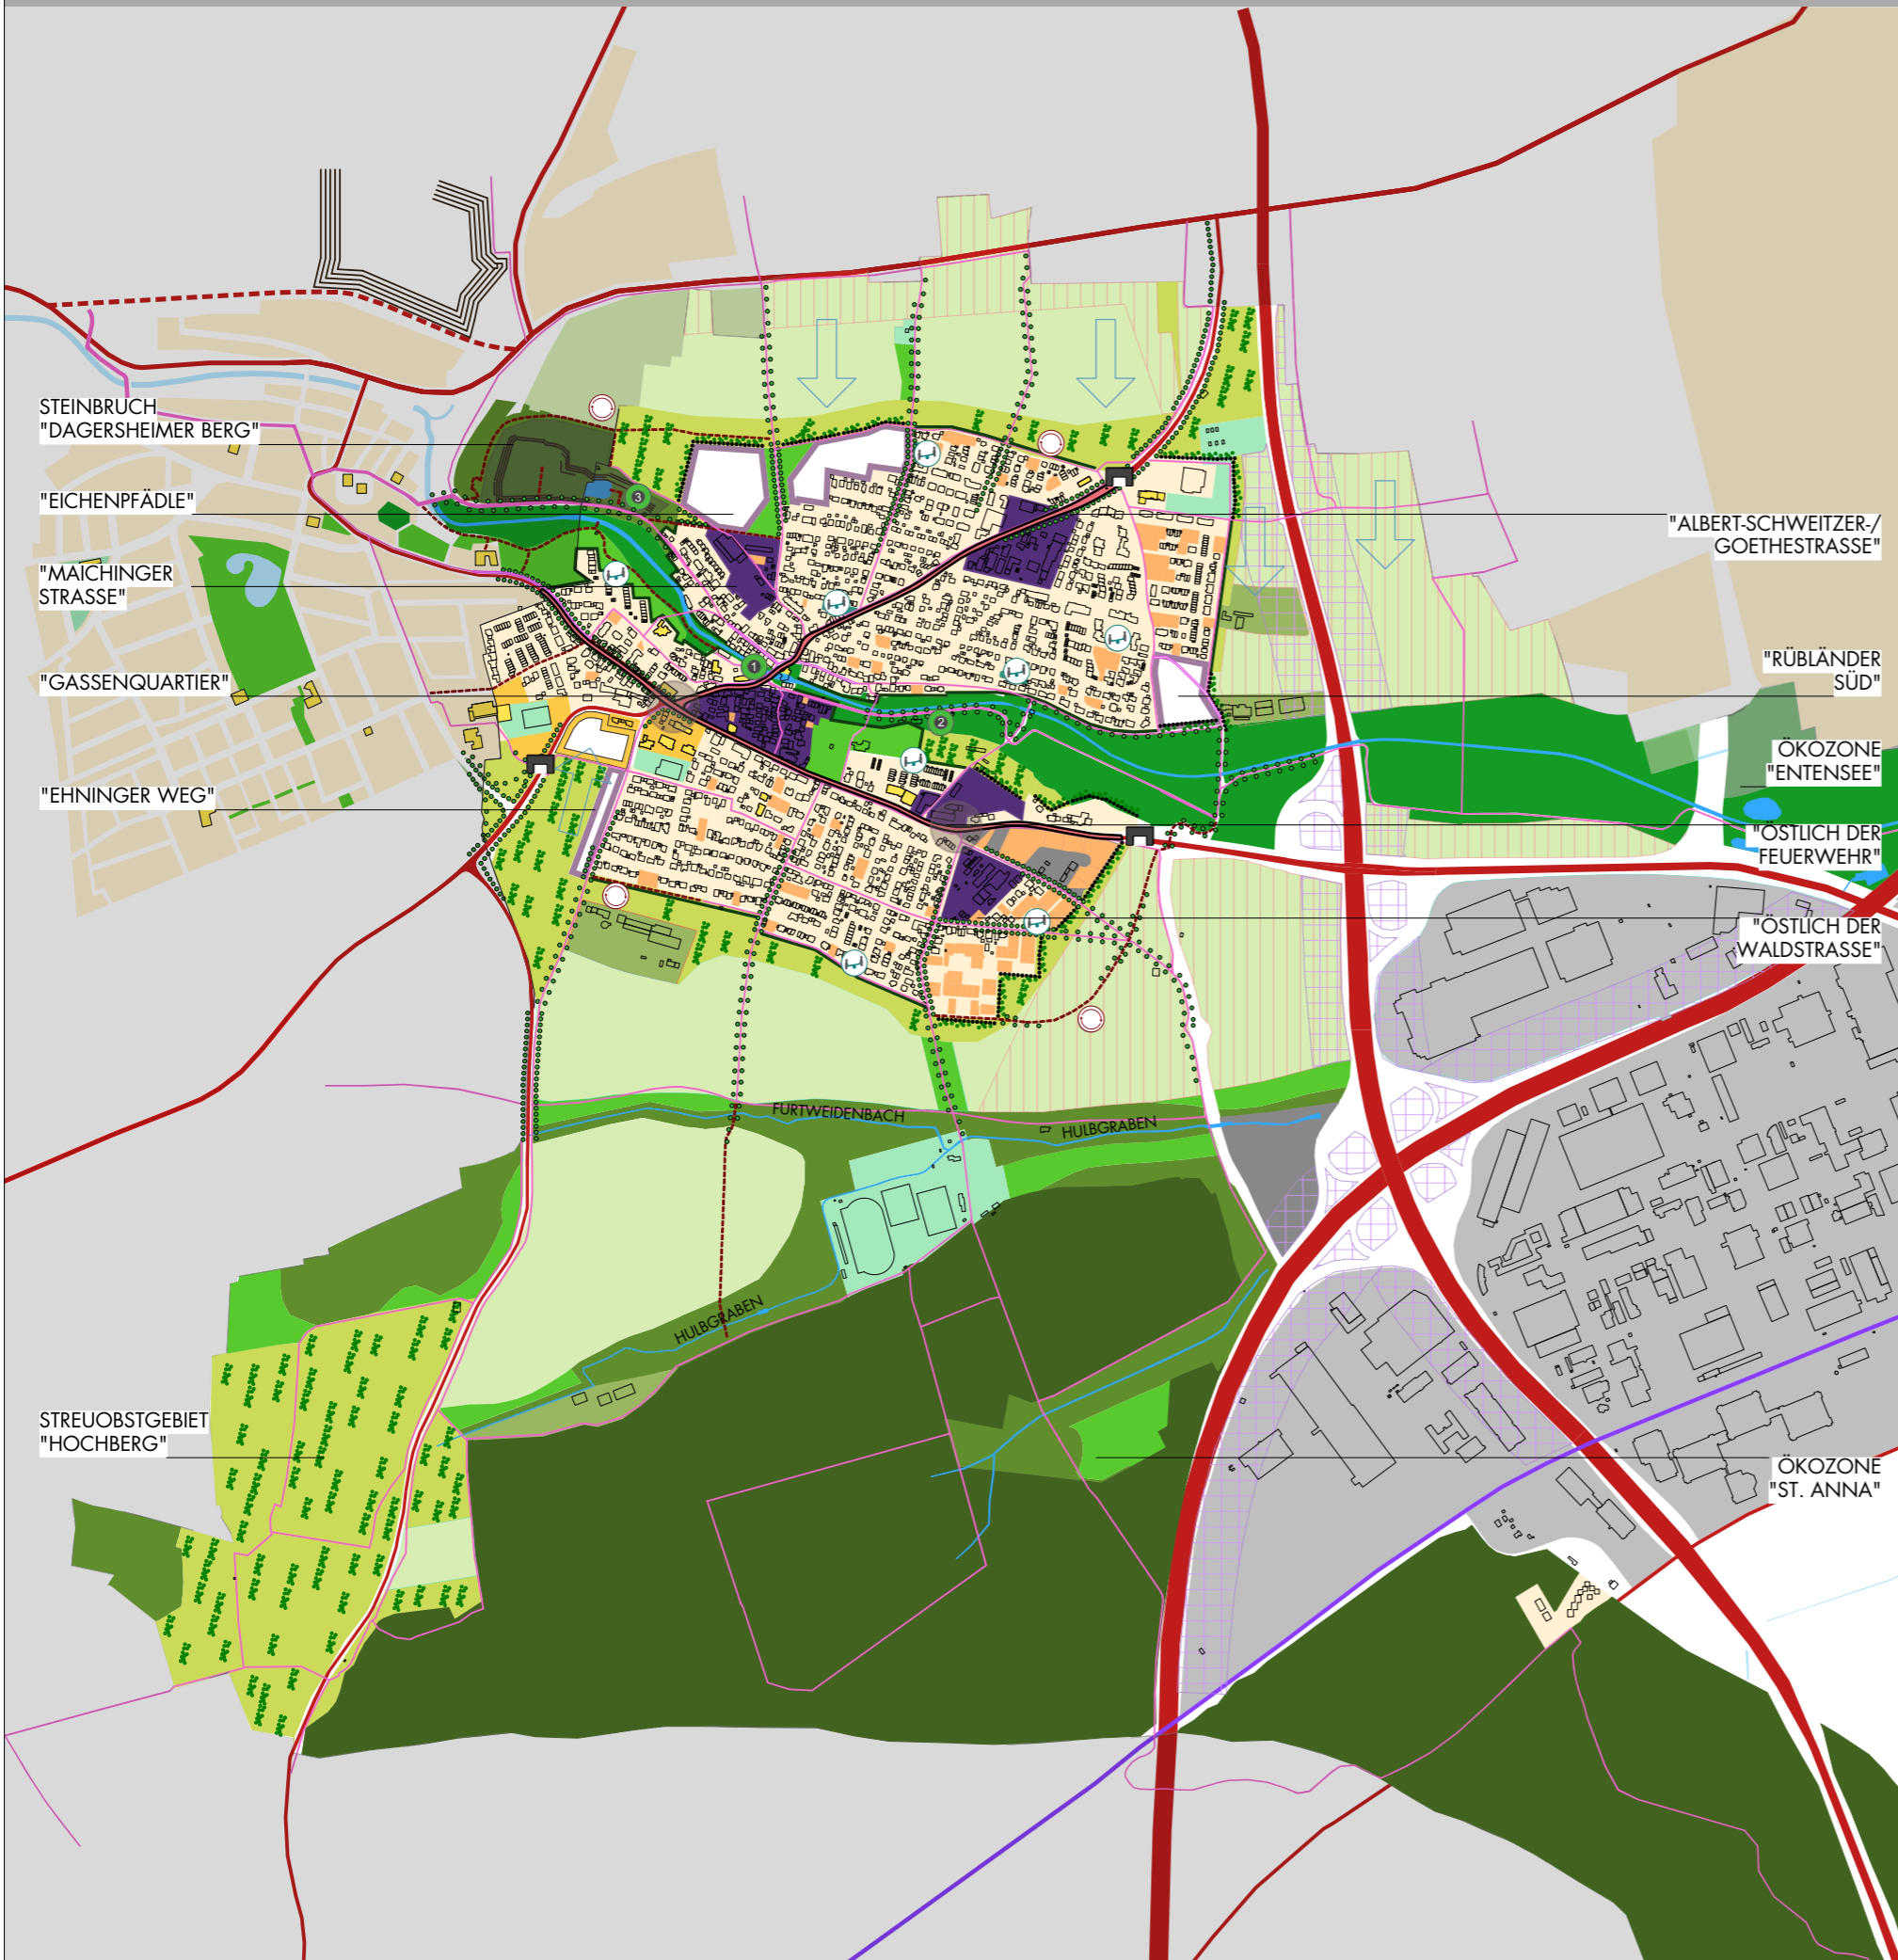 STEINBRUCH
"DAGERSHEIMER BERG"
"EICHENPFÄDLE"
"MAICHINGER
STRASSE"
"GASSENQUARTIER"
"EHNINGER WEG"
STREUOBSTGEBIET
"HOCHBERG"
3
1
2
FURTWEIDENBACH
HULBGRABEN
HULBGRABEN
"ALBERT-SCHWEITZER-/
GOETHESTRASSE"
"RÜBLÄNDER
SÜD"
ÖKOZONE
"ENTENSEE"
"ÖSTLICH DER
FEUERWEHR"
"ÖSTLICH DER
WALDSTRASSE"
ÖKOZONE
"ST. ANNA"